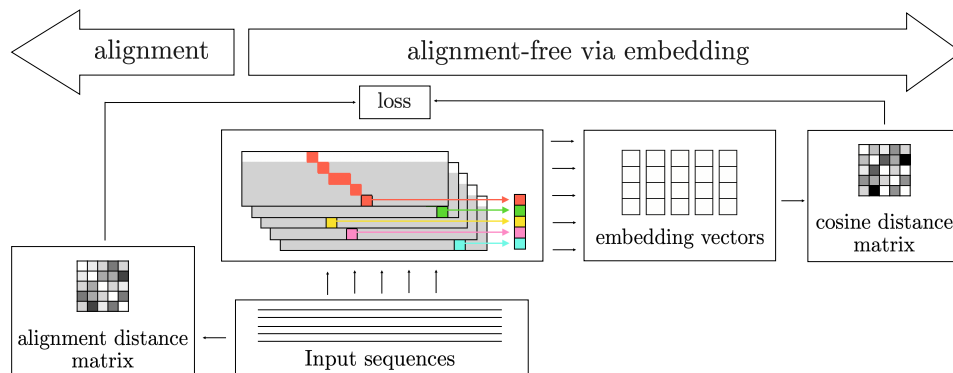 alignment
alignment-free via embedding
loss
embedding vectors
cosine distance
matrix
alignment distance
matrix
Input sequences